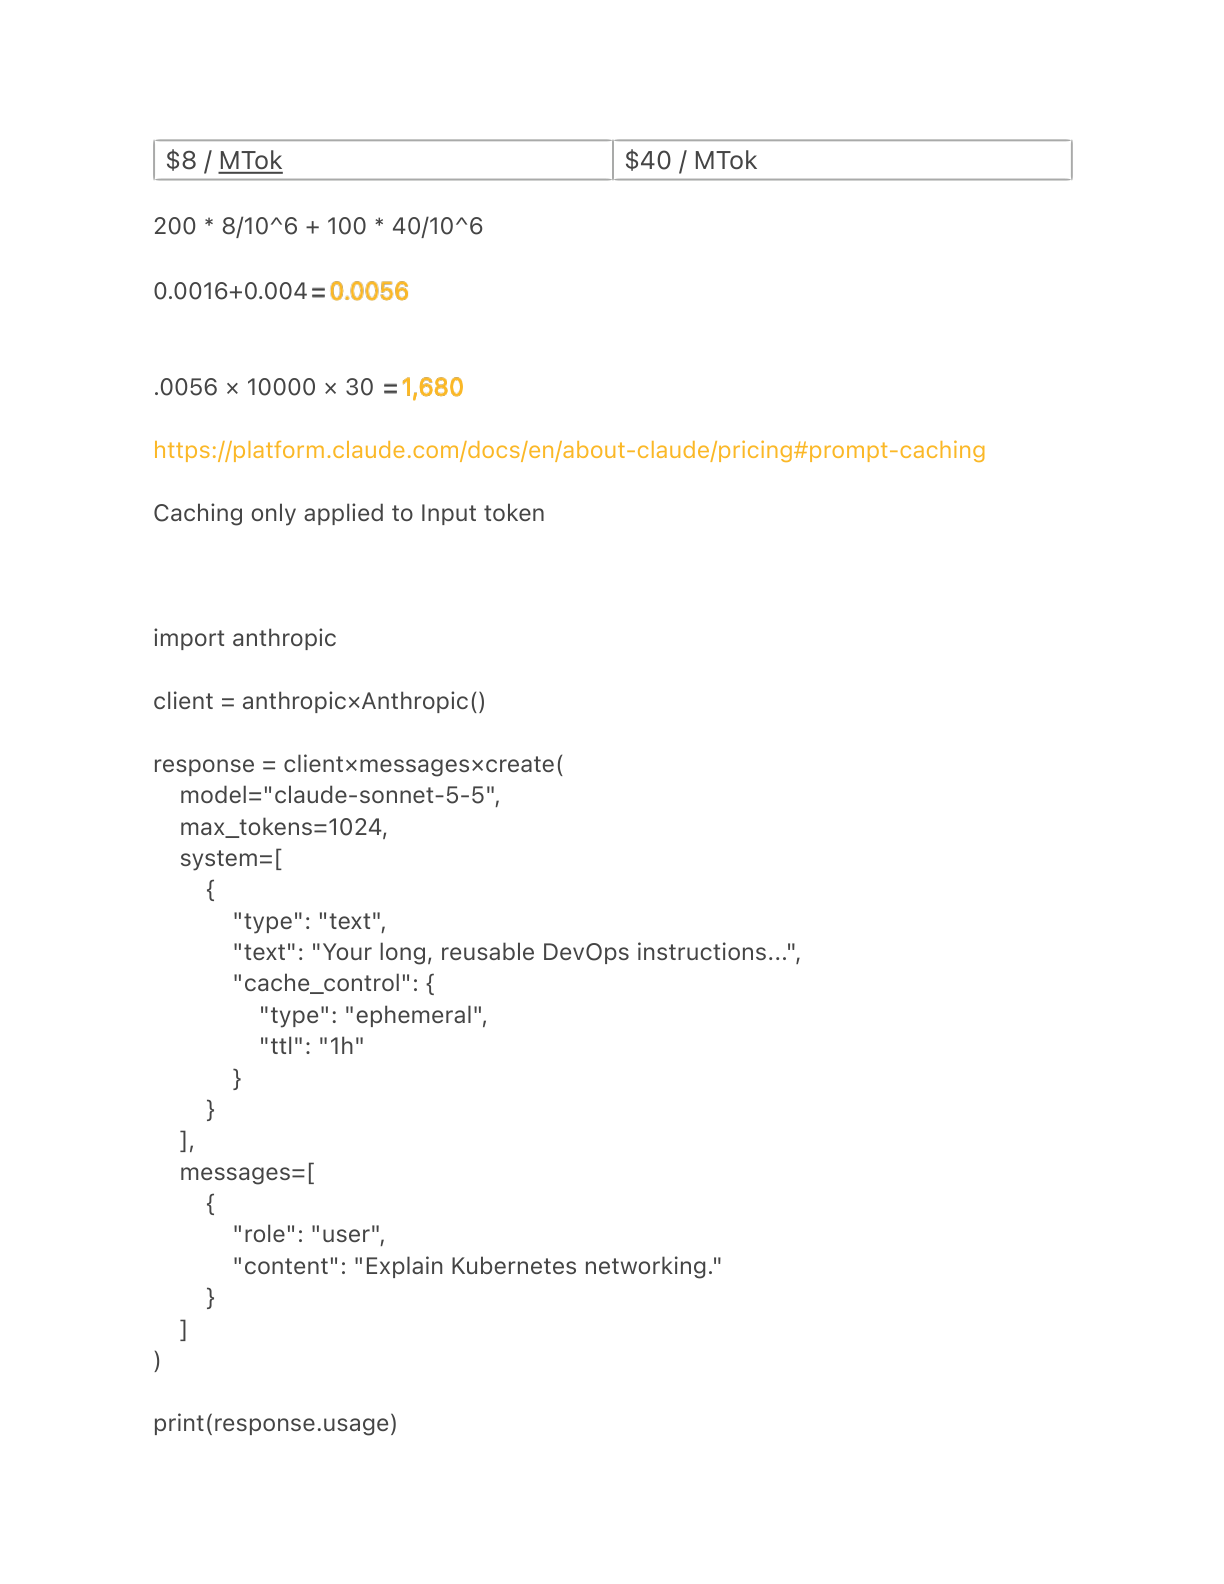 $8 / MTok $40 / MTok
200 * 8/10^6 + 100 * 40/10^6
0.0016+0.004=0.0056
.0056 × 10000 × 30 =1,680
https://platform.claude.com/docs/en/about-claude/pricing#prompt-caching
Caching only applied to Input token
import anthropic
client = anthropic×Anthropic()
response = client×messages×create(
    model="claude-sonnet-5-5",
    max_tokens=1024,
    system=[
        {
            "type": "text",
            "text": "Your long, reusable DevOps instructions...",
            "cache_control": {
                "type": "ephemeral",
                "ttl": "1h"
            }
        }
    ],
    messages=[
        {
            "role": "user",
            "content": "Explain Kubernetes networking."
        }
    ]
)
print(response.usage)